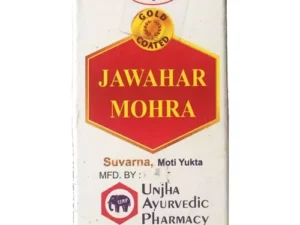 GOLD
COATED
JAWAHAR
MOHRA
Suvarna, Moti Yukta
MFD. BY :
UNJHA
AYURVEDIC
PHARMACY